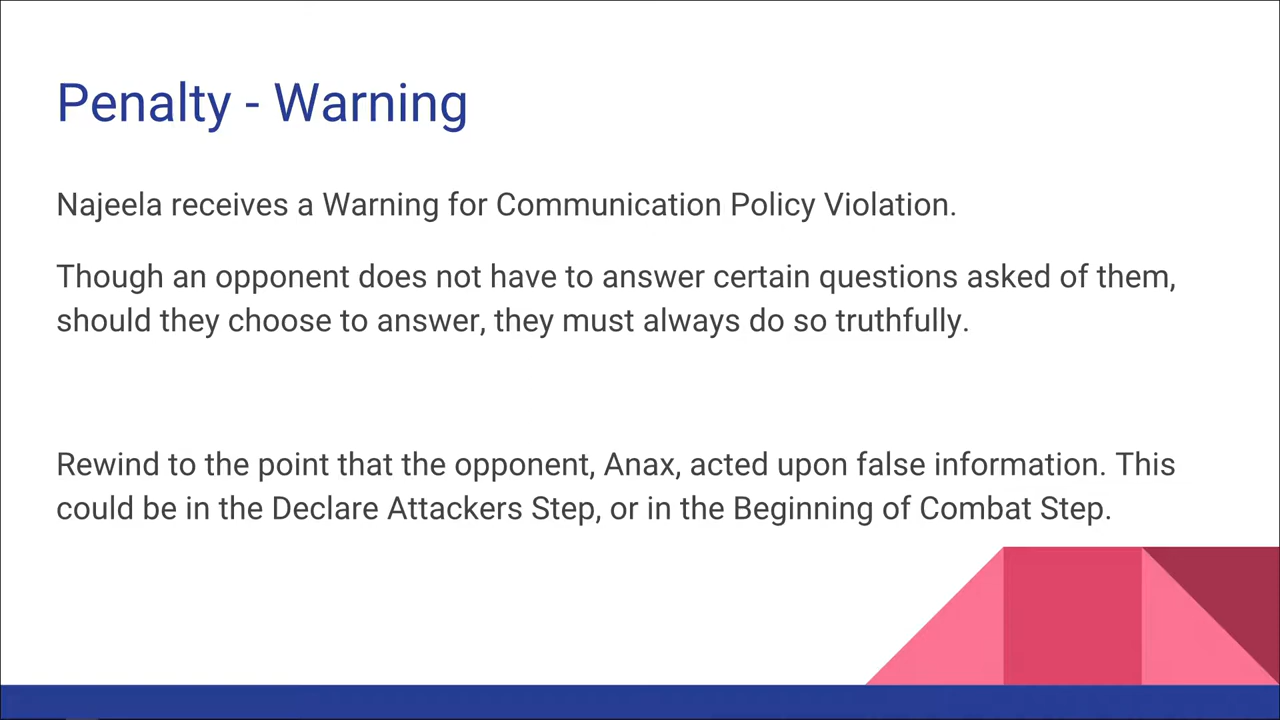 Penalty - Warning
Najeela receives a Warning for Communication Policy Violation.
Though an opponent does not have to answer certain questions asked of them,
should they choose to answer, they must always do so truthfully.
Rewind to the point that the opponent, Anax, acted upon false information. This
could be in the Declare Attackers Step, or in the Beginning of Combat Step.